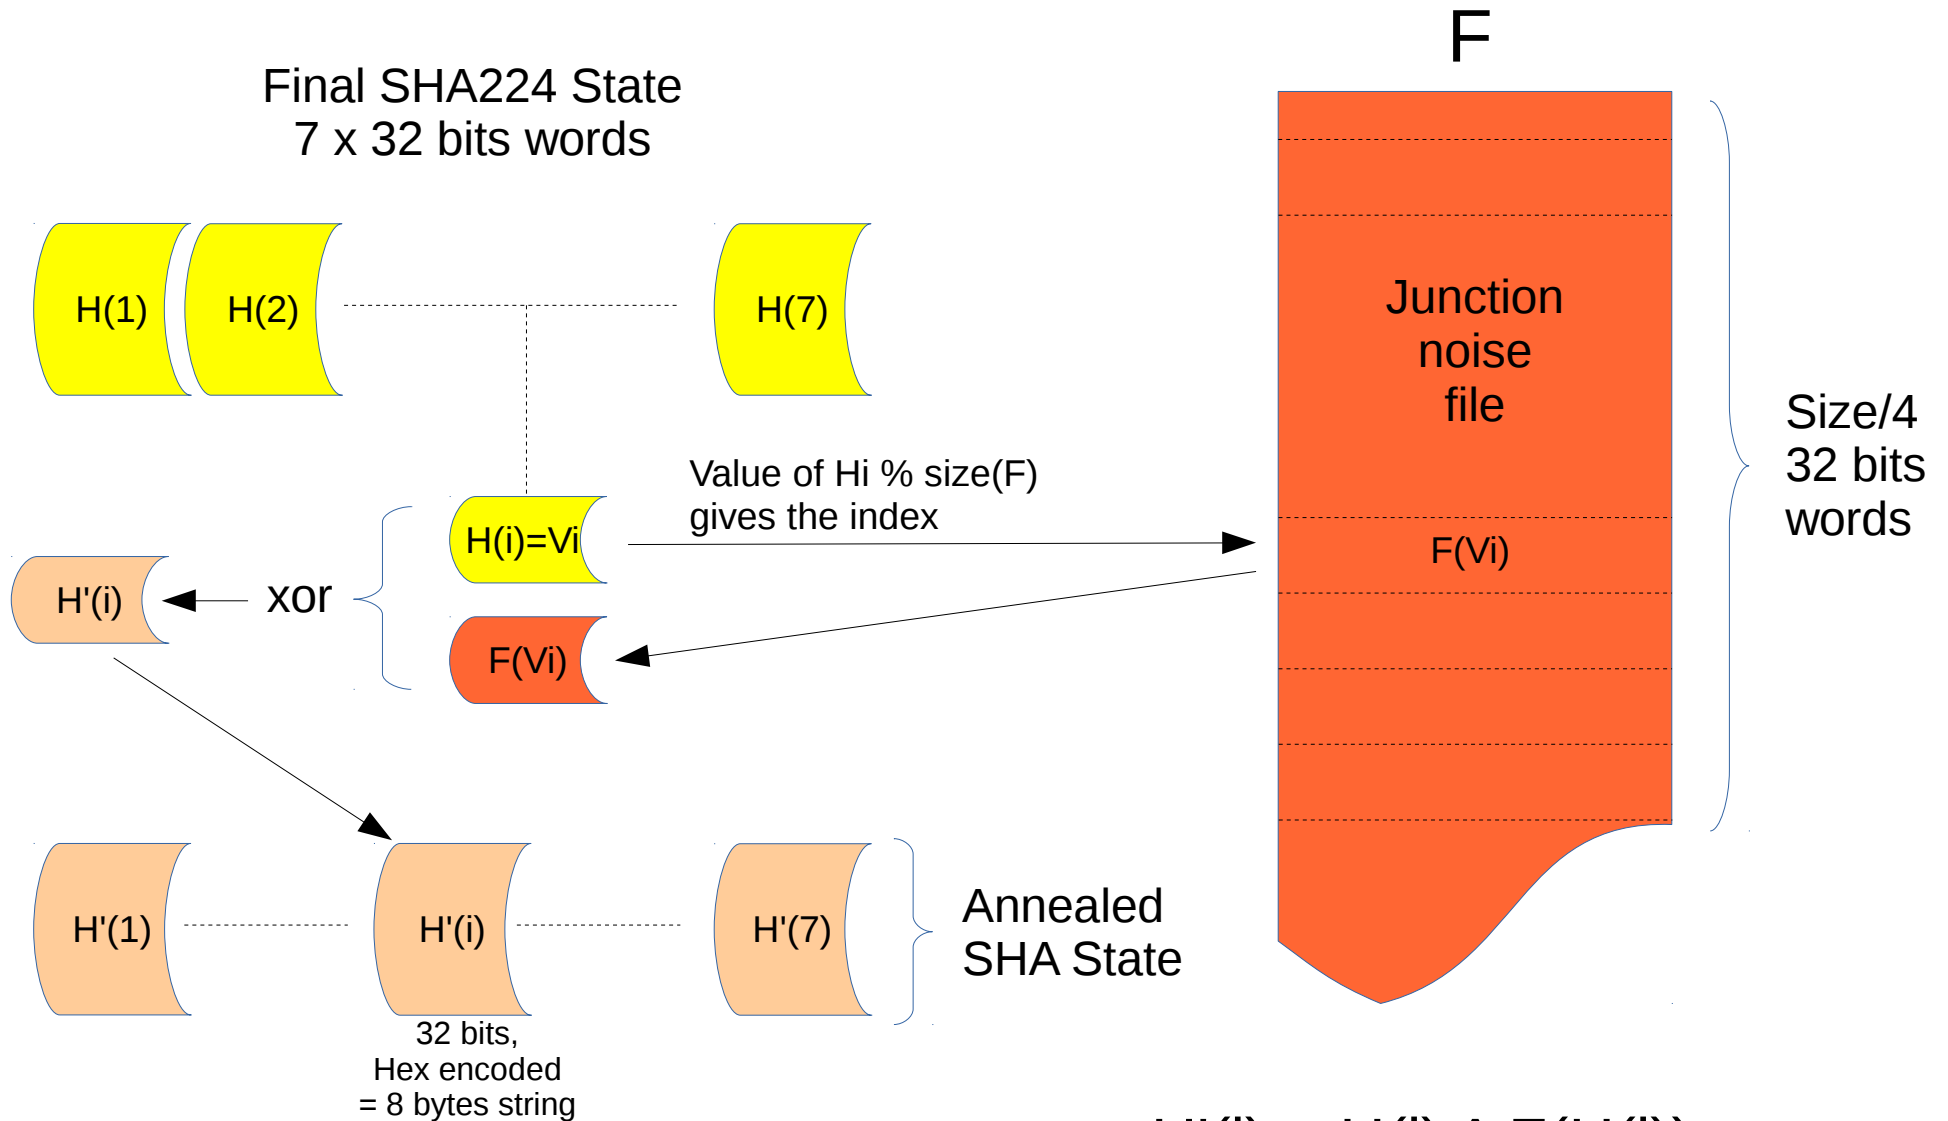 F
Final SHA224 State
7 x 32 bits words
H(1)
H(2)
H(7)
Junction
noise
file
Size/4
32 bits
words
Value of Hi % size(F)
gives the index
H(i)=Vi
F(Vi)
xor
H'(i)
F(Vi)
H'(1)
H'(i)
H'(7)
Annealed
SHA State
32 bits,
Hex encoded
= 8 bytes string